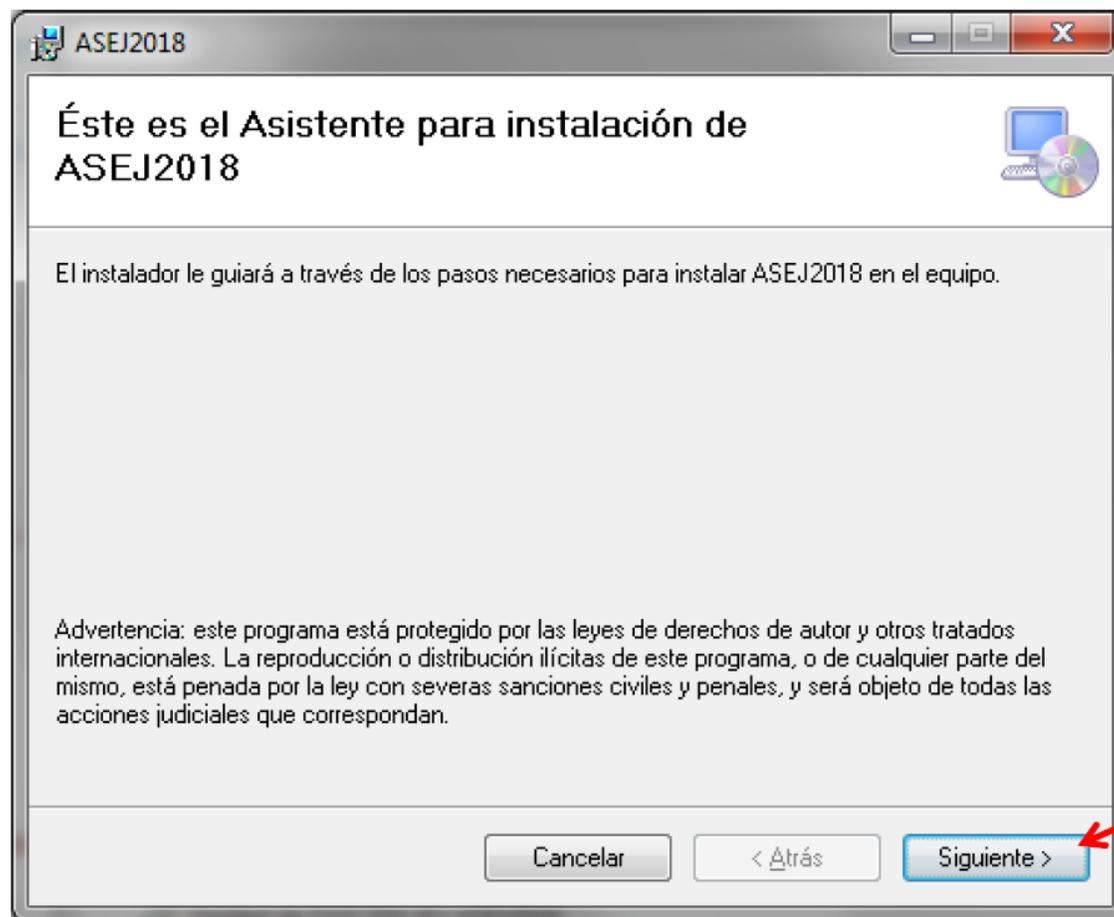 ASEJ2018
Éste es el Asistente para instalación de
ASEJ2018
El instalador le guiará a través de los pasos necesarios para instalar ASEJ2018 en el equipo.
Advertencia: este programa está protegido por las leyes de derechos de autor y otros tratados
internacionales. La reproducción o distribución ilícitas de este programa, o de cualquier parte del
mismo, está penada por la ley con severas sanciones civiles y penales, y será objeto de todas las
acciones judiciales que correspondan.
Cancelar
< Atrás
Siguiente >